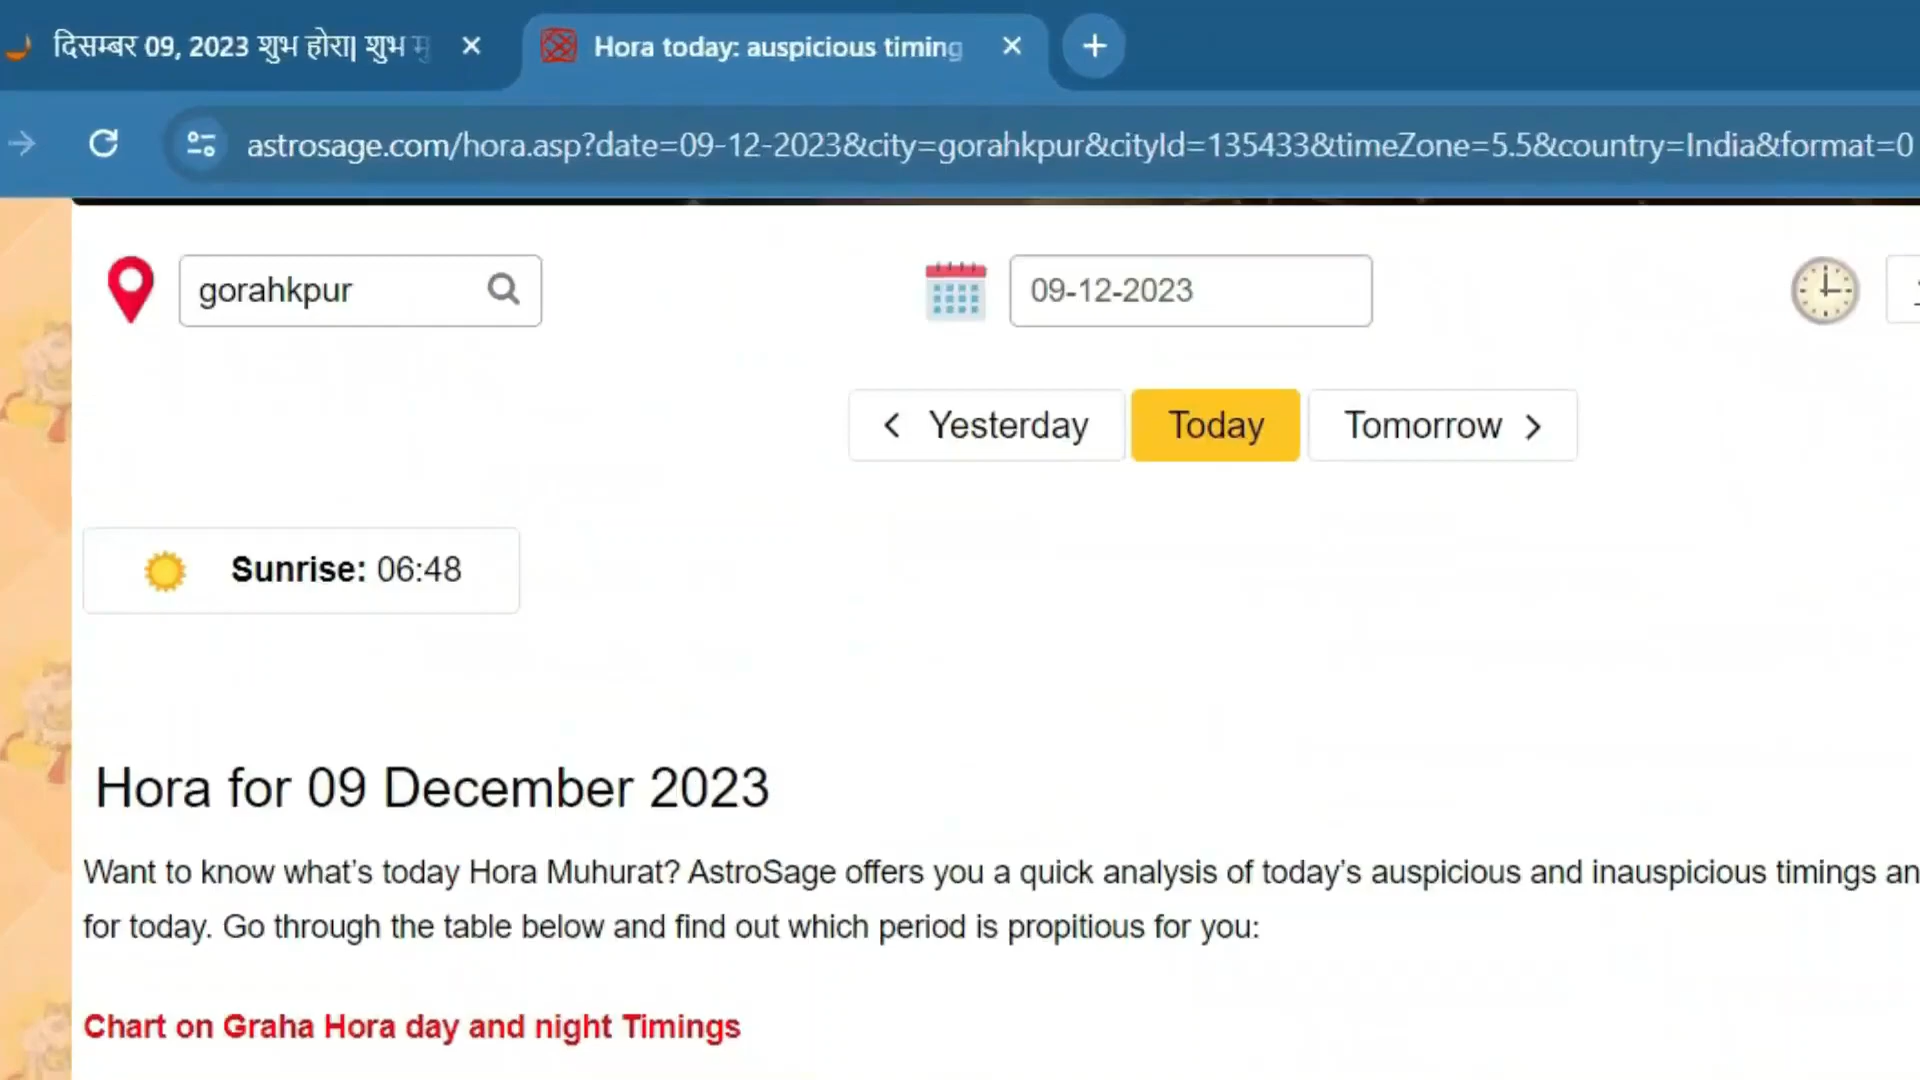 दिसम्बर 09, 2023 शुभ होरा| शुभ
Hora today: auspicious timing
astrosage.com/hora.asp?date=09-12-2023&city=gorahkpur&cityId=135433&timeZone=5.5&country=India&format=0
gorahkpur
09-12-2023
Yesterday
Today
Tomorrow
Sunrise: 06:48
Hora for 09 December 2023
Want to know what’s today Hora Muhurat? AstroSage offers you a quick analysis of today’s auspicious and inauspicious timings
for today. Go through the table below and find out which period is propitious for you:
Chart on Graha Hora day and night Timings